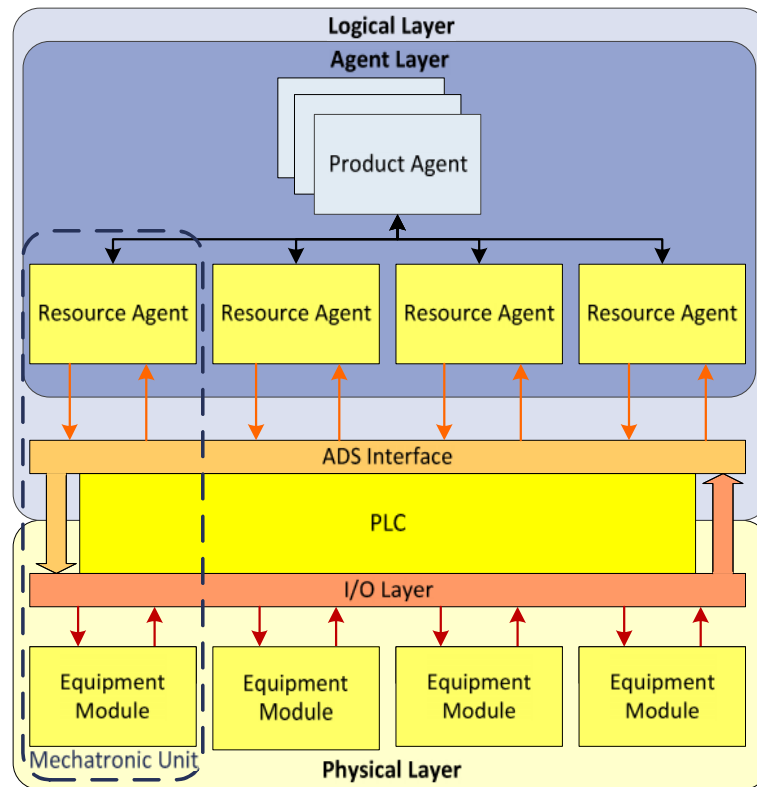 Logical Layer
Agent Layer
Product Agent
Resource Agent
Resource Agent
Resource Agent
Resource Agent
ADS Interface
PLC
I/O Layer
Equipment
Module
Equipment
Module
Equipment
Module
Equipment
Module
Mechatronic Unit
Physical Layer